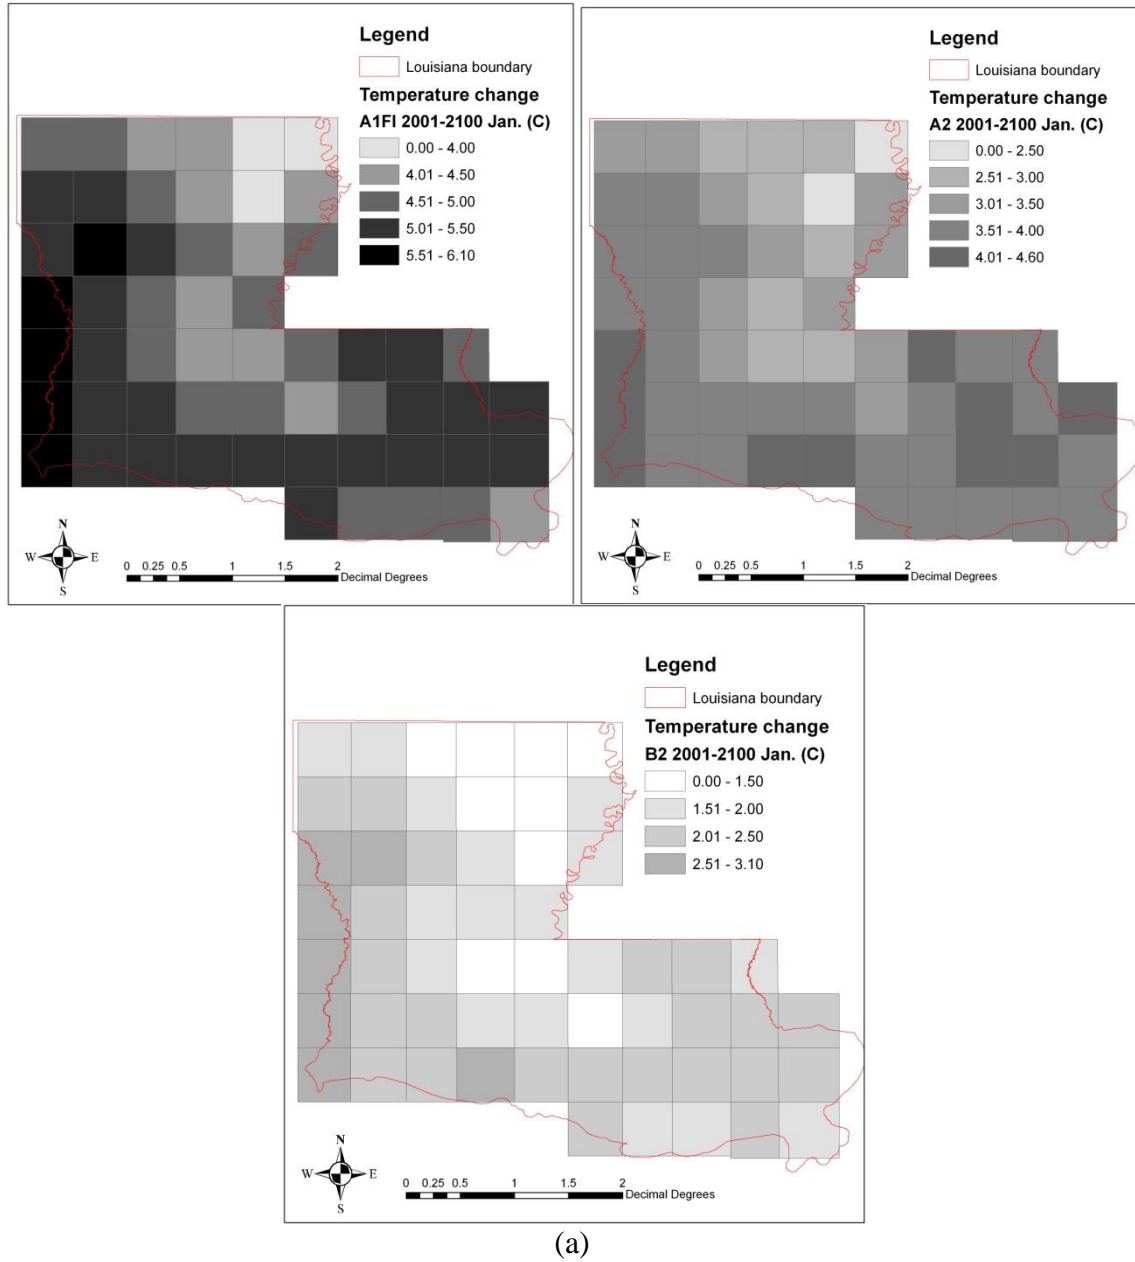 Legend
Louisiana boundary
Temperature change
A1FI 2001-2100 Jan. (C)
0.00 - 4.00
4.01 - 4.50
4.51 - 5.00
5.01 - 5.50
5.51 - 6.10
N
W E
S
0 0.25 0.5 1 1.5 2
Decimal Degrees
Legend
Louisiana boundary
Temperature change
A2 2001-2100 Jan. (C)
0.00 - 2.50
2.51 - 3.00
3.01 - 3.50
3.51 - 4.00
4.01 - 4.60
N
W E
S
0 0.25 0.5 1 1.5 2
Decimal Degrees
Legend
Louisiana boundary
Temperature change
B2 2001-2100 Jan. (C)
0.00 - 1.50
1.51 - 2.00
2.01 - 2.50
2.51 - 3.10
N
W E
S
0 0.25 0.5 1 1.5 2
Decimal Degrees
(a)